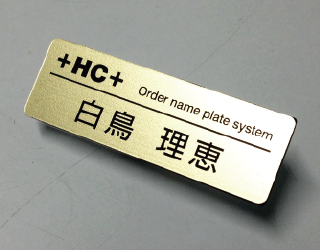 +HC+
Order name plate system
白鳥 理恵